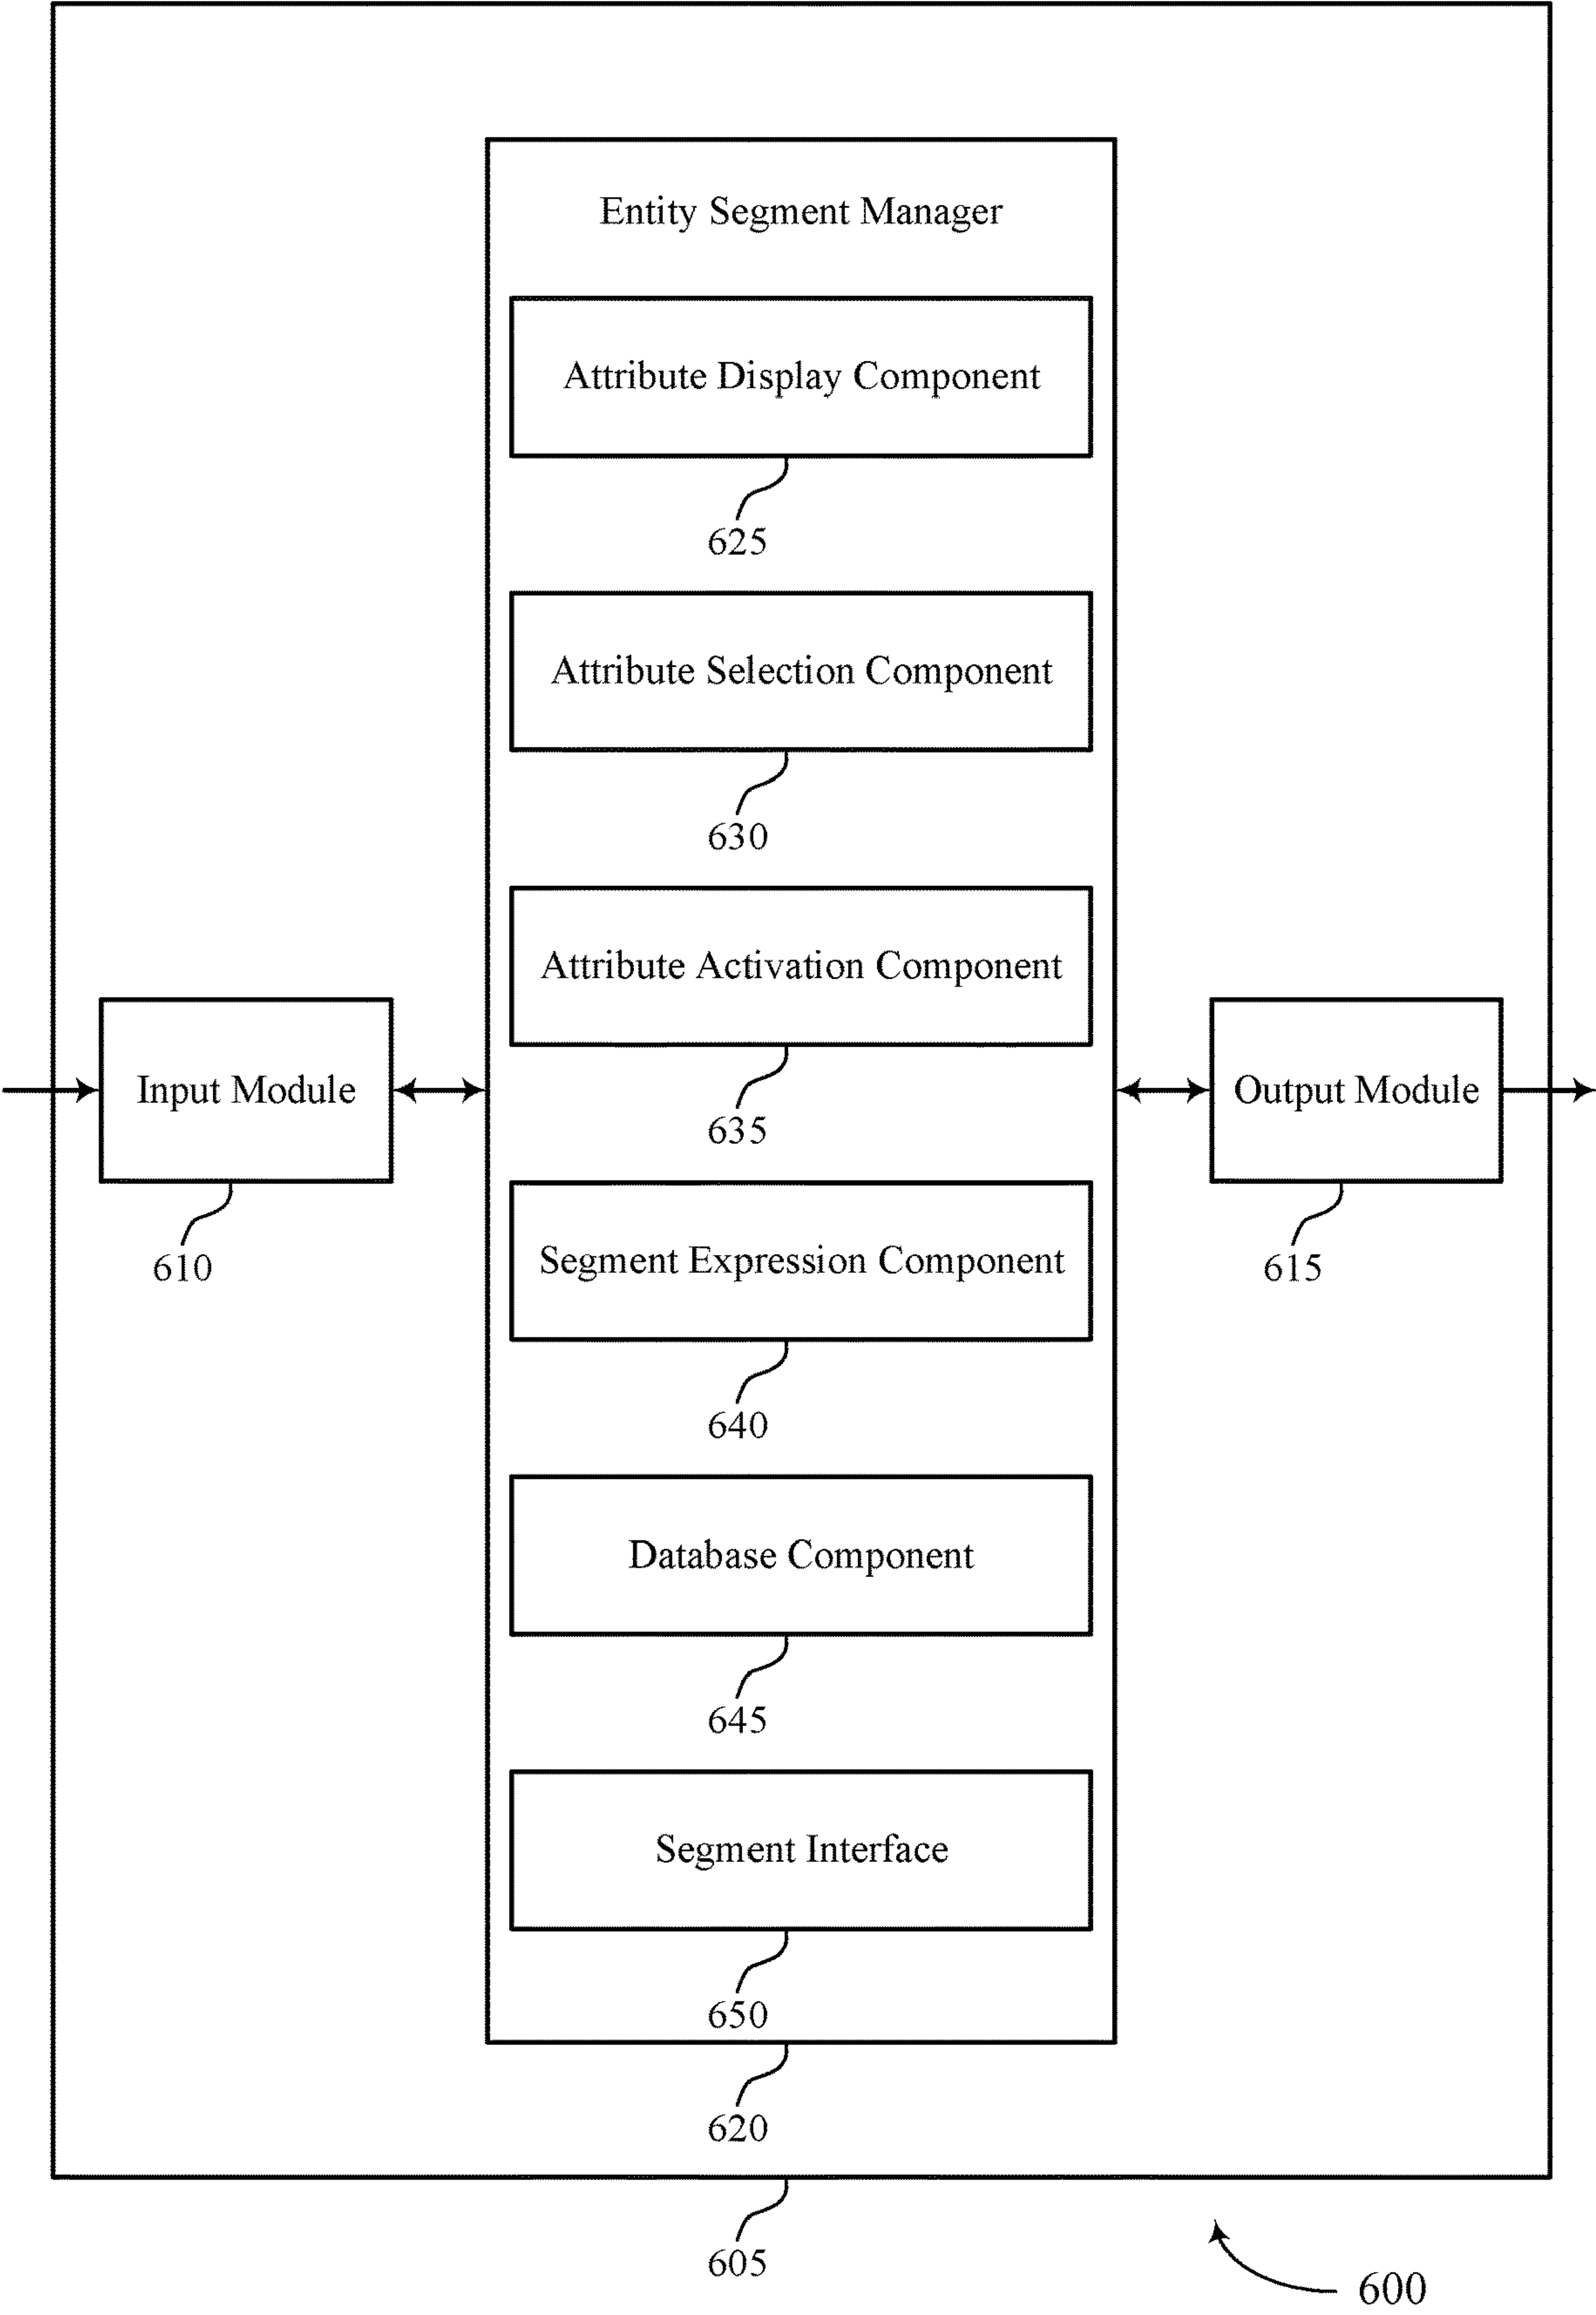 Entity Segment Manager
Attribute Display Component
625
Attribute Selection Component
630
Attribute Activation Component
635
Input Module
610
Output Module
615
Segment Expression Component
640
Database Component
645
Segment Interface
650
620
605
600